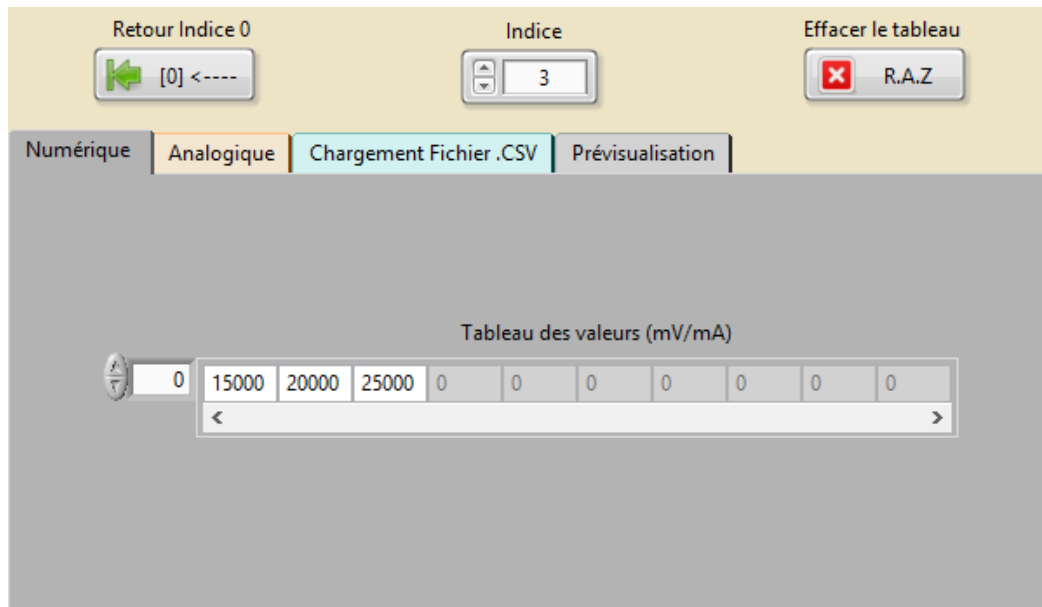 Retour Indice 0
Indice
Effacer le tableau
[0] <----
3
R.A.Z
Numérique
Analogique
Chargement Fichier .CSV
Prévisualisation
Tableau des valeurs (mV/mA)
0 15000 20000 25000 0 0 0 0 0 0 0